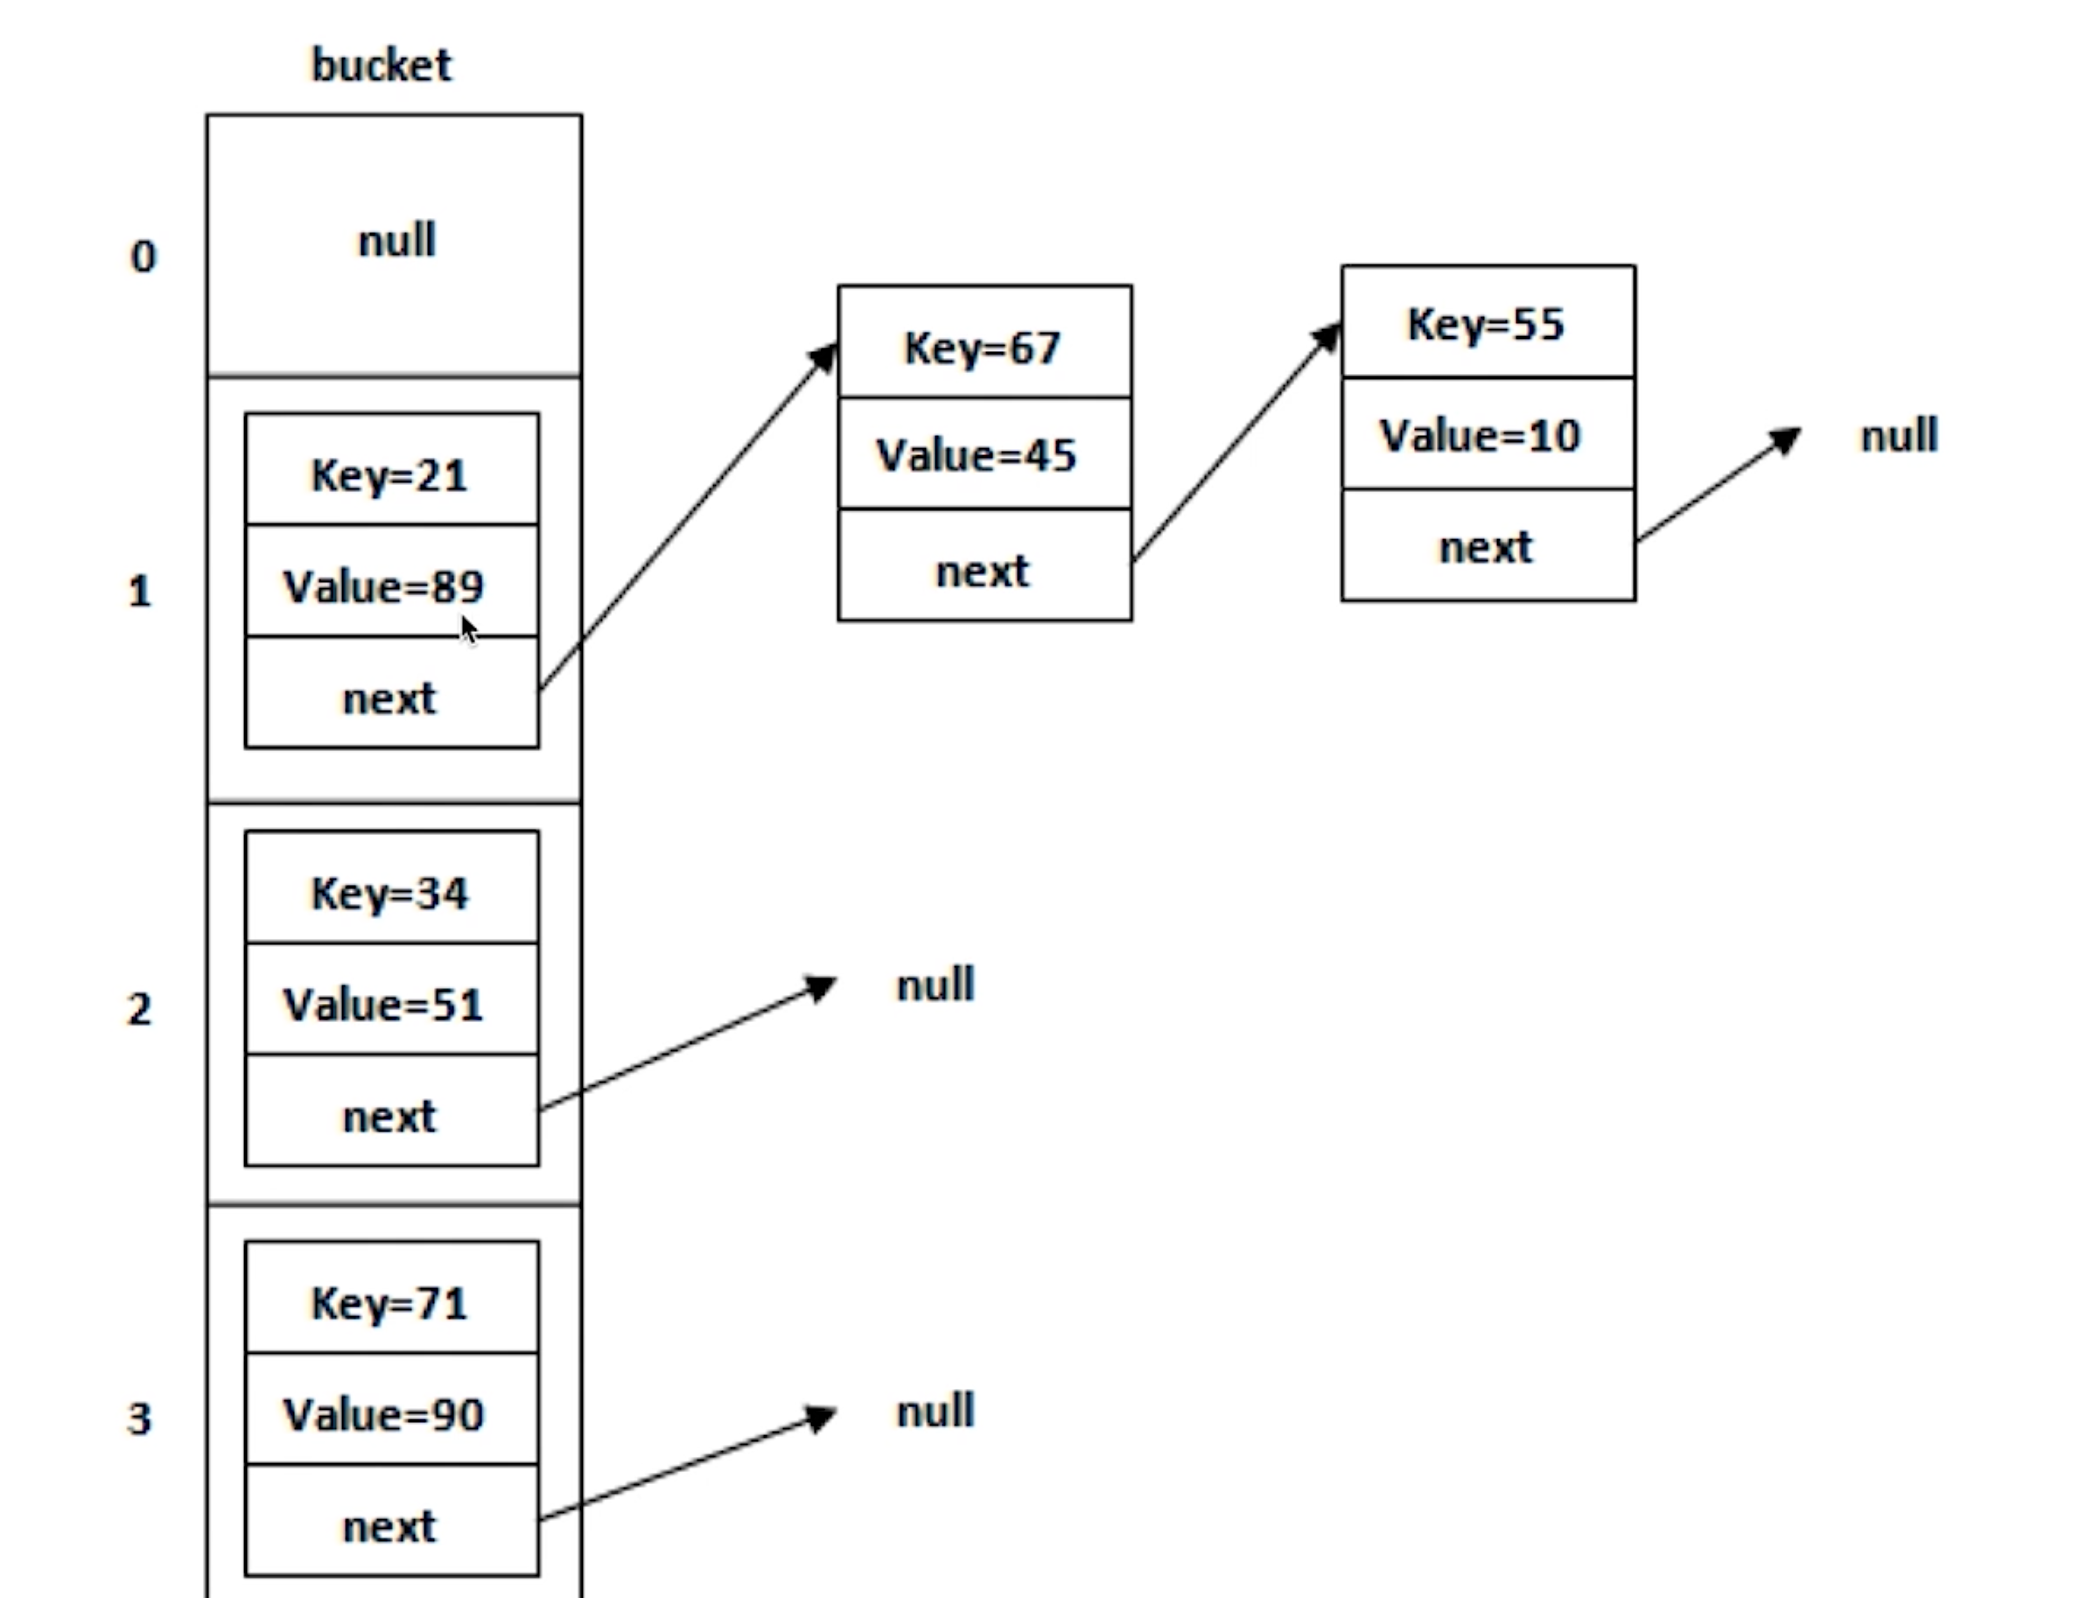 bucket
0
null
1
Key=21
Value=89
next
Key=67
Value=45
next
Key=55
Value=10
next
null
2
Key=34
Value=51
next
null
3
Key=71
Value=90
next
null